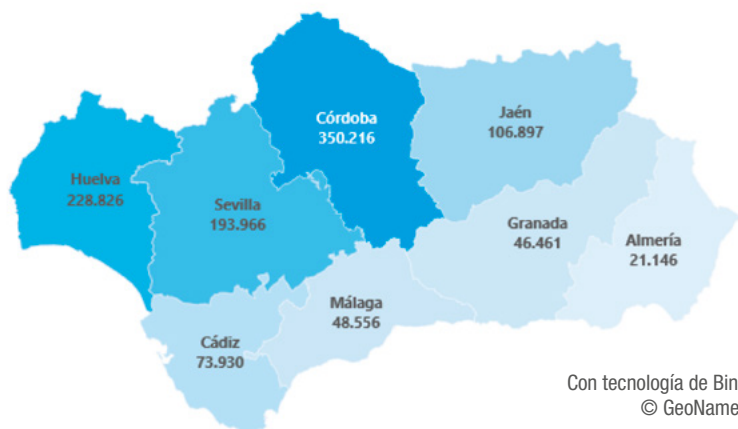 Córdoba
350.216
Jaén
106.897
Huelva
228.826
Sevilla
193.966
Granada
46.461
Almería
21.146
Málaga
48.556
Cádiz
73.930
Con tecnología de Bin
© GeoName